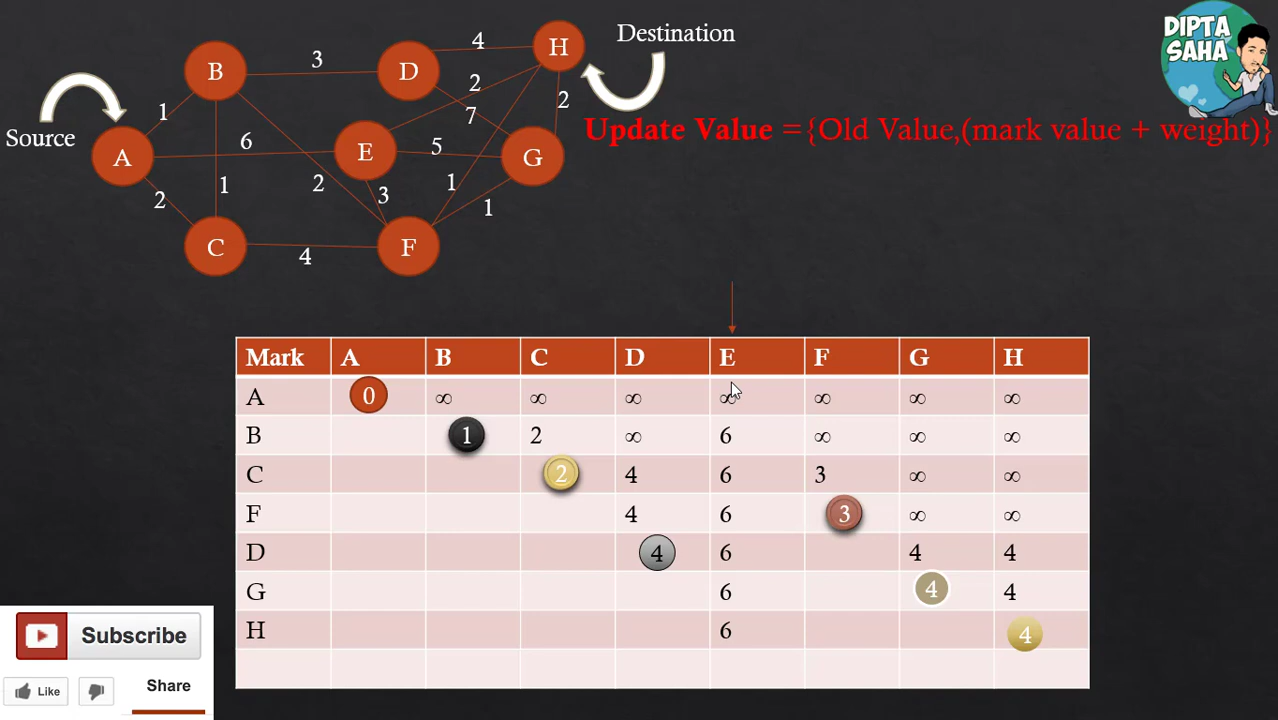 DIPTA
SAHA
Source
Destination
A
B
C
D
E
F
G
H
1
6
2
3
1
2
4
4
2
7
5
3
1
1
2
Update Value ={Old Value,(mark value + weight)}
Mark A B C D E F G H
A 0 ∞ ∞ ∞ ∞ ∞ ∞ ∞
B 1 2 ∞ 6 ∞ ∞ ∞
C 2 4 6 3 ∞ ∞
F 4 6 3 ∞ ∞
D 4 6 4 4
G 6 4 4
H 6 4
Subscribe
Like
Share